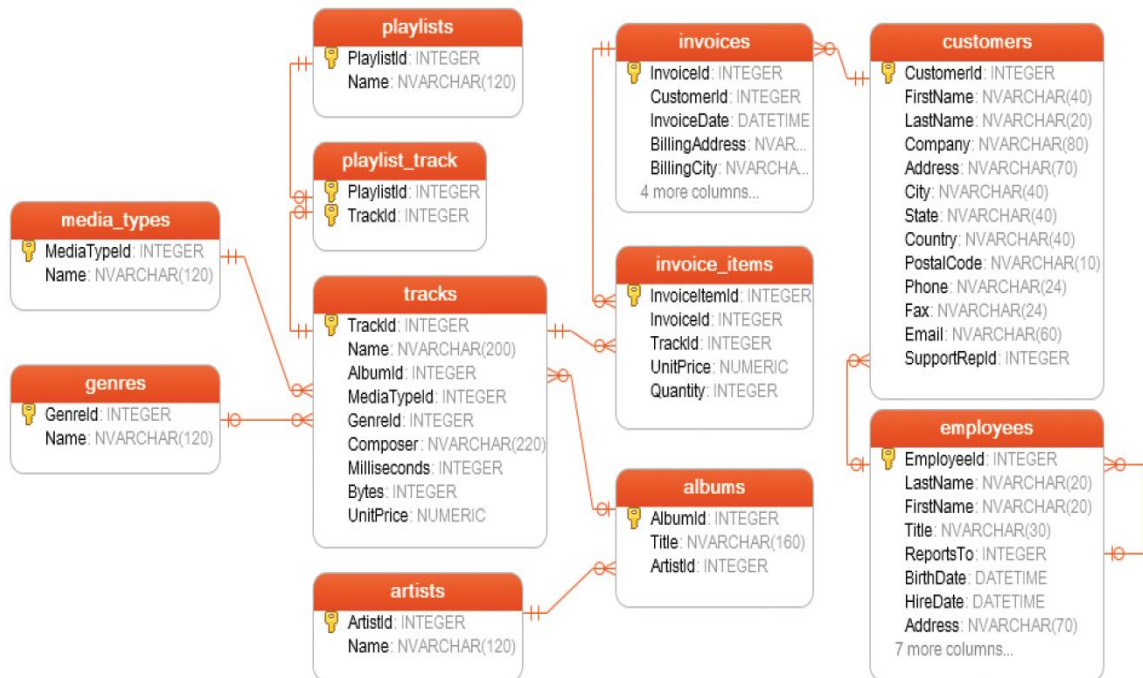 playlists
PlaylistId: INTEGER
Name: NVARCHAR(120)
playlist_track
PlaylistId: INTEGER
TrackId: INTEGER
media_types
MediaTypeId: INTEGER
Name: NVARCHAR(120)
genres
GenreId: INTEGER
Name: NVARCHAR(120)
tracks
TrackId: INTEGER
Name: NVARCHAR(200)
AlbumId: INTEGER
MediaTypeId: INTEGER
GenreId: INTEGER
Composer: NVARCHAR(220)
Milliseconds: INTEGER
Bytes: INTEGER
UnitPrice: NUMERIC
artists
ArtistId: INTEGER
Name: NVARCHAR(120)
invoices
InvoiceId: INTEGER
CustomerId: INTEGER
InvoiceDate: DATETIME
BillingAddress: NVAR...
BillingCity: NVARCHA...
4 more columns...
invoice_items
InvoiceItemId: INTEGER
InvoiceId: INTEGER
TrackId: INTEGER
UnitPrice: NUMERIC
Quantity: INTEGER
albums
AlbumId: INTEGER
Title: NVARCHAR(160)
ArtistId: INTEGER
customers
CustomerId: INTEGER
FirstName: NVARCHAR(40)
LastName: NVARCHAR(20)
Company: NVARCHAR(80)
Address: NVARCHAR(70)
City: NVARCHAR(40)
State: NVARCHAR(40)
Country: NVARCHAR(40)
PostalCode: NVARCHAR(10)
Phone: NVARCHAR(24)
Fax: NVARCHAR(24)
Email: NVARCHAR(60)
SupportRepId: INTEGER
employees
EmployeeId: INTEGER
LastName: NVARCHAR(20)
FirstName: NVARCHAR(20)
Title: NVARCHAR(30)
ReportsTo: INTEGER
BirthDate: DATETIME
HireDate: DATETIME
Address: NVARCHAR(70)
7 more columns...